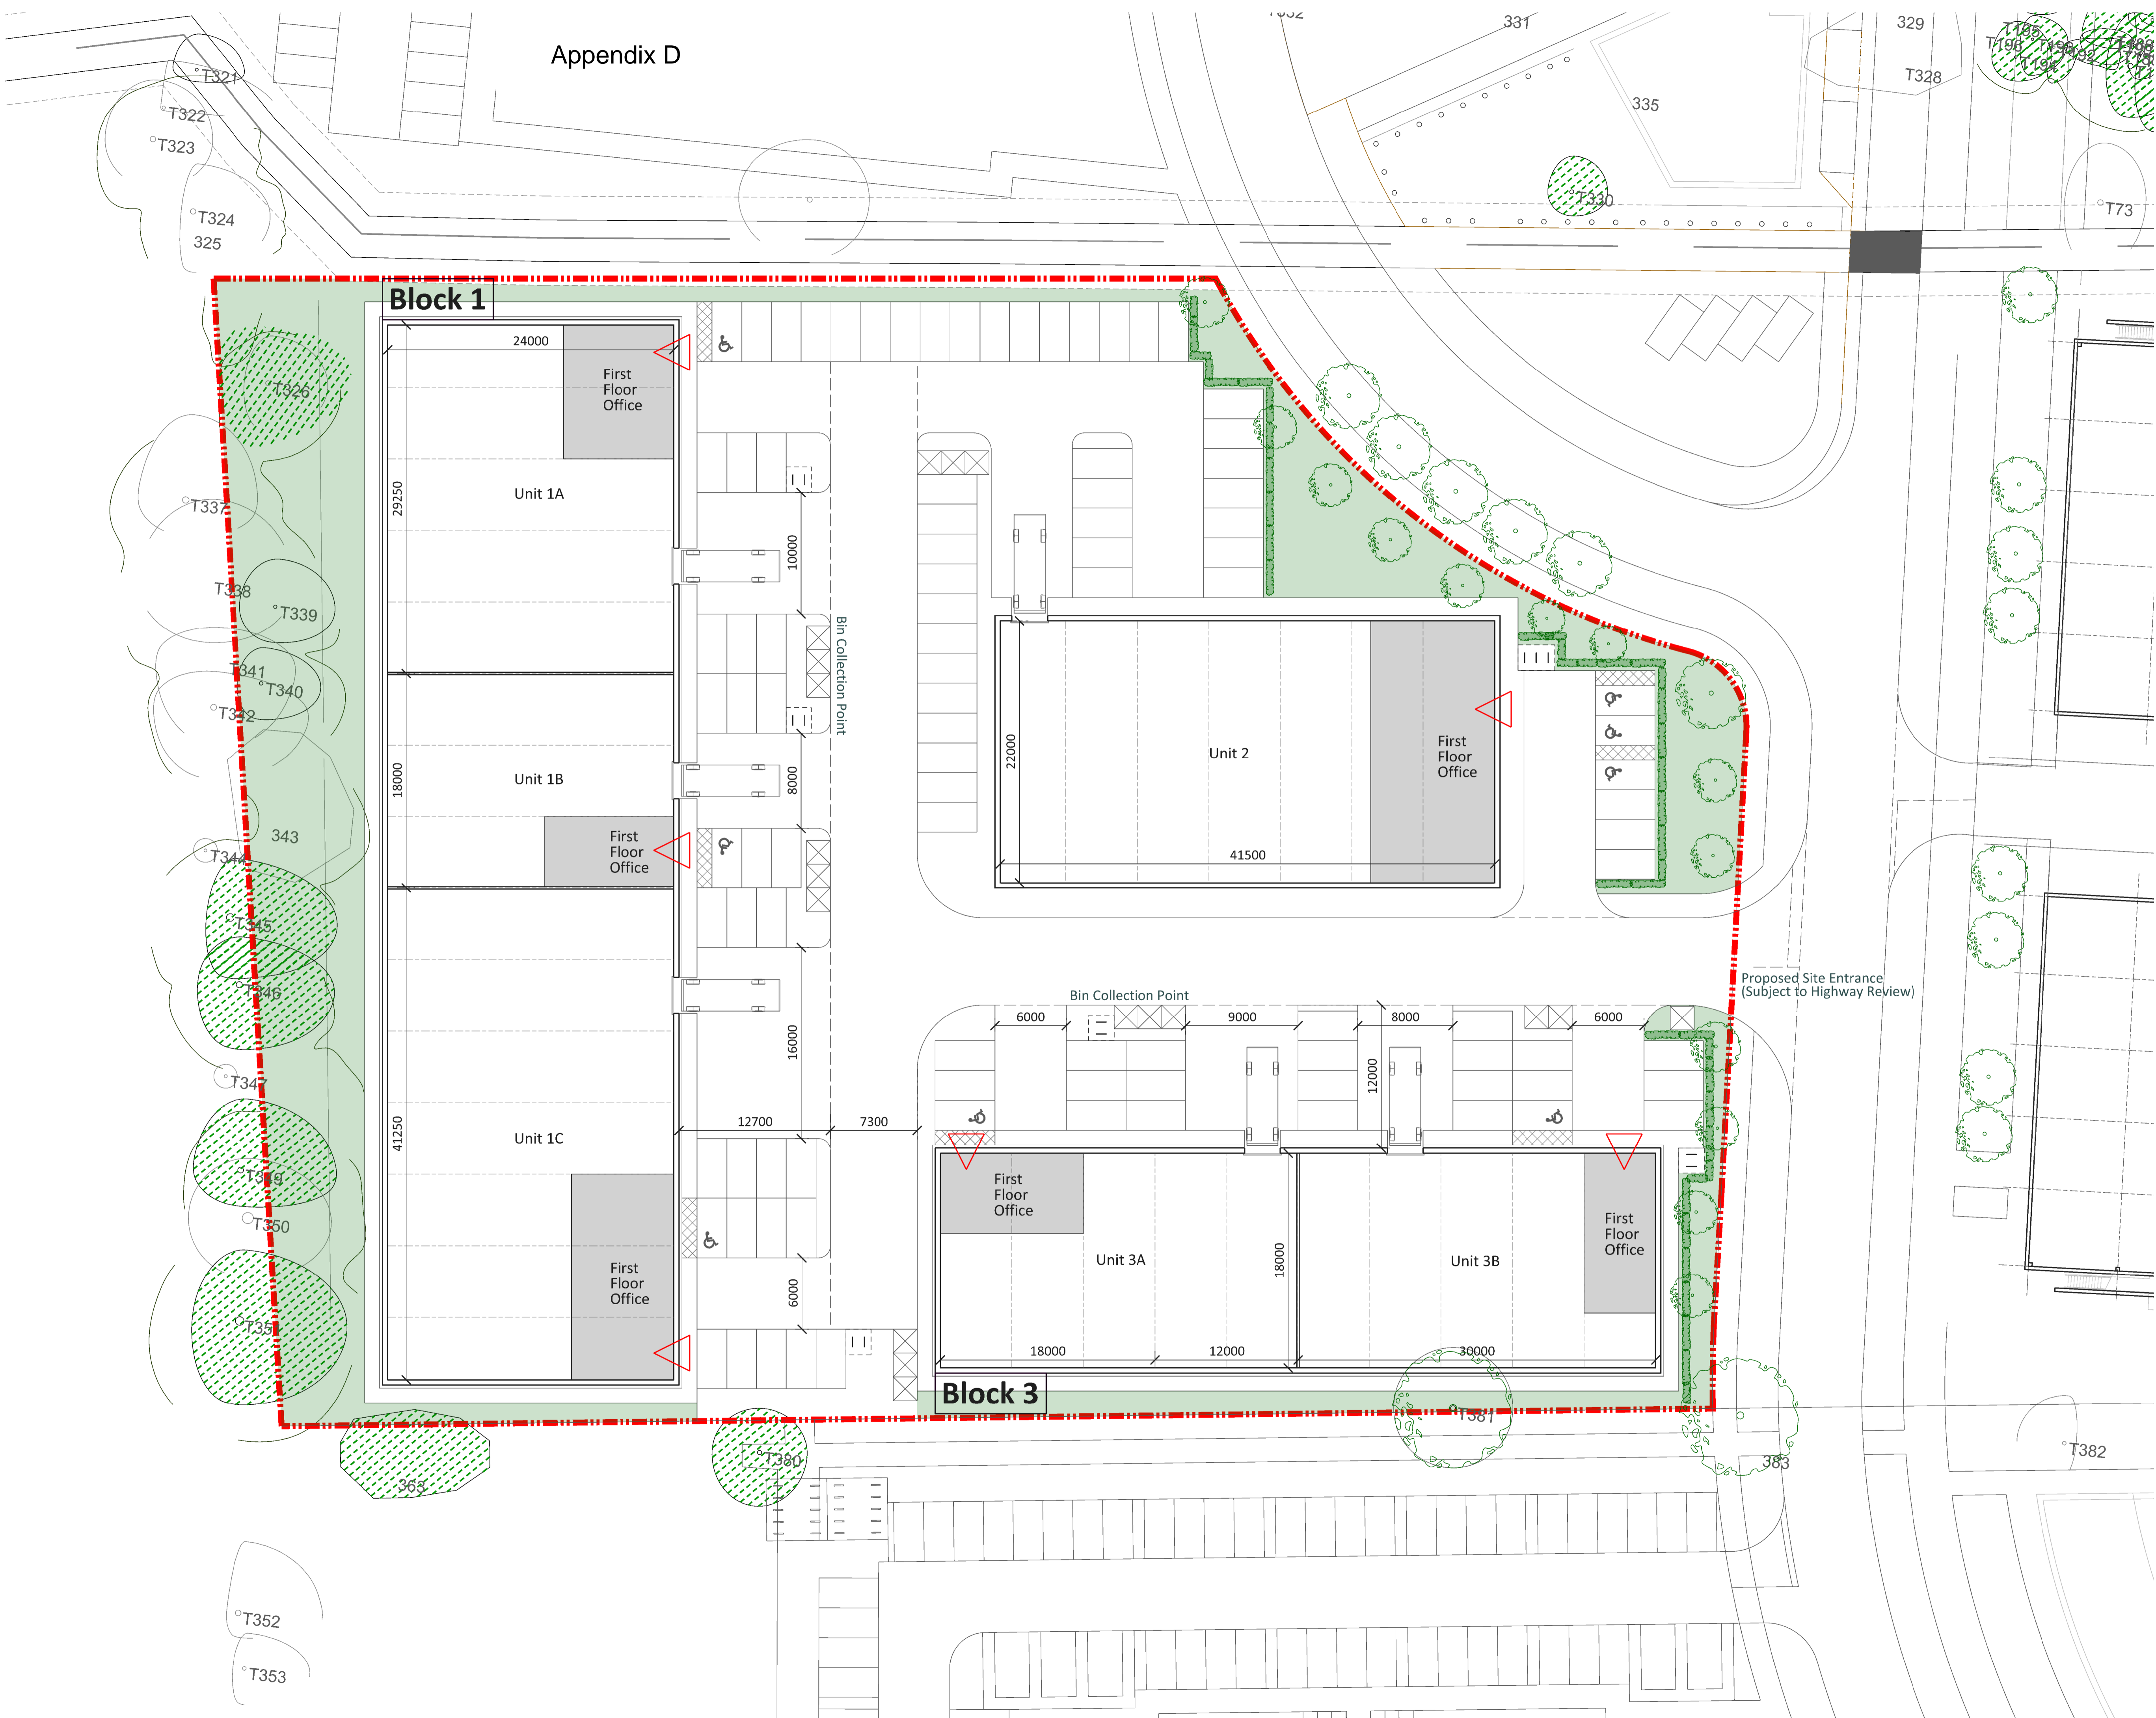 Appendix D
T332
331
329
T195
T196
T194
T328
335
T321
T322
T323
T324
325
T330
T73
Block 1
24000
First
Floor
Office
T326
Unit 1A
29250
T337
10000
T338
T339
Bin Collection Point
T341
T340
T342
Unit 1B
18000
8000
First
Floor
Office
343
T344
Unit 2
22000
First
Floor
Office
41500
T345
T346
T347
T349
T350
Proposed Site Entrance
(Subject to Highway Review)
Bin Collection Point
6000
9000
8000
6000
12000
16000
12700
7300
41250
Unit 1C
First
Floor
Office
6000
First
Floor
Office
Unit 3A
18000
Unit 3B
First
Floor
Office
18000
12000
30000
Block 3
T381
T380
363
383
T382
T352
T353